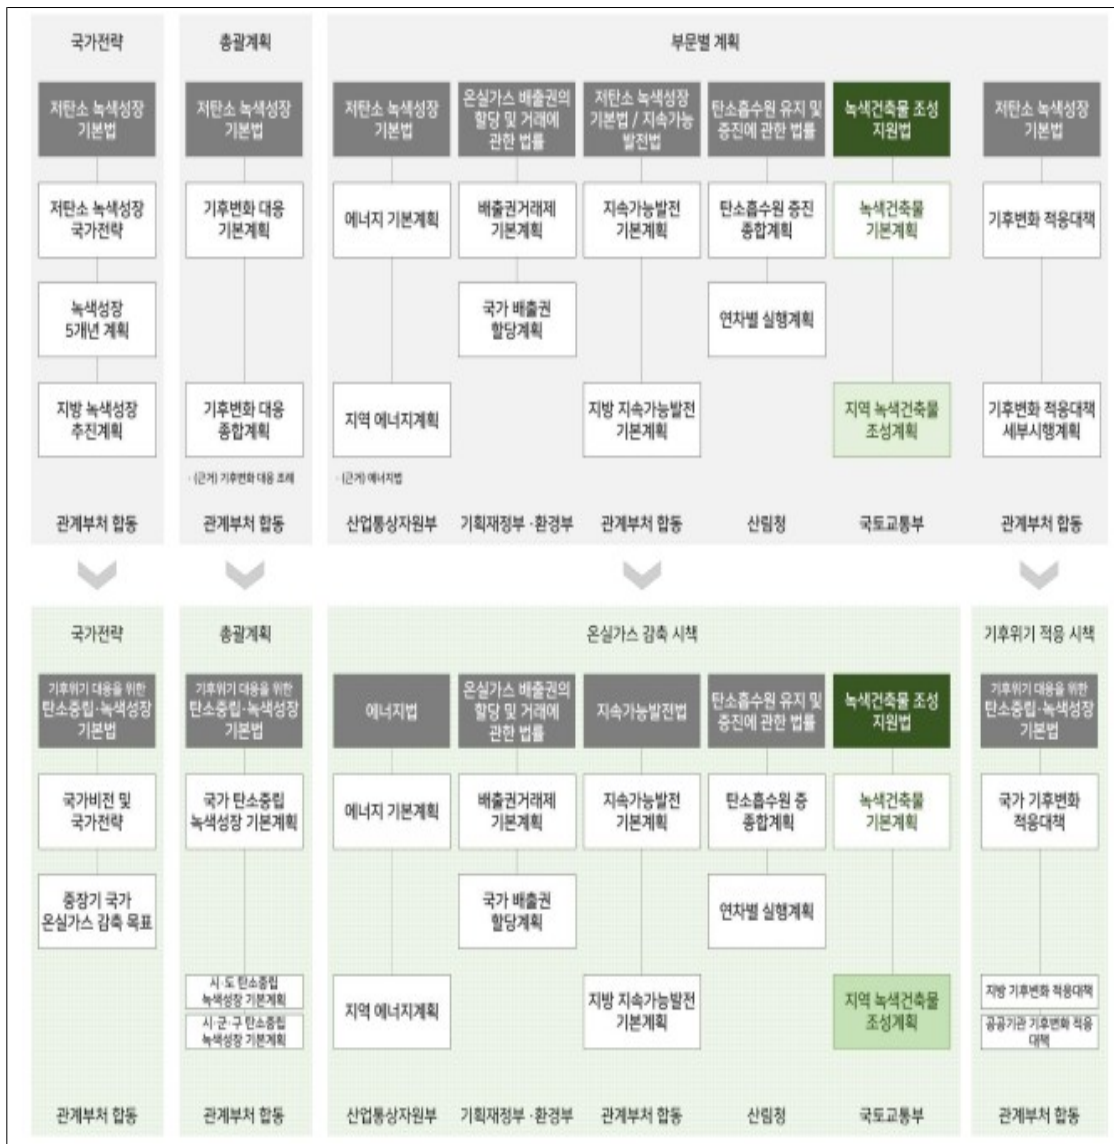 국가전략
총괄계획
부문별 계획
저탄소 녹색성장
기본법
저탄소 녹색성장
기본법
저탄소 녹색성장
기본법
온실가스 배출권의
할당 및 거래에
관한 법률
저탄소 녹색성장
기본법 / 지속가능
발전법
탄소흡수원 유지 및
증진에 관한 법률
녹색건축물 조성
지원법
저탄소 녹색성장
기본법
저탄소 녹색성장
국가전략
기후변화 대응
기본계획
에너지 기본계획
배출권거래제
기본계획
지속가능발전
기본계획
탄소흡수원 증진
종합계획
녹색건축물
기본계획
기후변화 적응대책
녹색성장
5개년 계획
국가 배출권
할당계획
연차별 실행계획
지방 녹색성장
추진계획
기후변화 대응
종합계획
지역 에너지계획
지방 지속가능발전
기본계획
지역 녹색건축물
조성계획
기후변화 적응대책
세부시행계획
· (근거) 기후변화 대응 조례
· (근거) 에너지법
관계부처 합동
관계부처 합동
산업통상자원부
기획재정부·환경부
관계부처 합동
산림청
국토교통부
관계부처 합동
국가전략
총괄계획
온실가스 감축 시책
기후위기 적응 시책
기후위기 대응을 위한
탄소중립·녹색성장
기본법
기후위기 대응을 위한
탄소중립·녹색성장
기본법
에너지법
온실가스 배출권의
할당 및 거래에
관한 법률
지속가능발전법
탄소흡수원 유지 및
증진에 관한 법률
녹색건축물 조성
지원법
기후위기 대응을 위한
탄소중립·녹색성장
기본법
국가비전 및
국가전략
국가 탄소중립
녹색성장 기본계획
에너지 기본계획
배출권거래제
기본계획
지속가능발전
기본계획
탄소흡수원 증
종합계획
녹색건축물
기본계획
국가 기후변화
적응대책
중장기 국가
온실가스 감축 목표
국가 배출권
할당계획
연차별 실행계획
시·도 탄소중립
녹색성장 기본계획
시·군·구 탄소중립
녹색성장 기본계획
지역 에너지계획
지방 지속가능발전
기본계획
지역 녹색건축물
조성계획
지방 기후변화 적응대책
공공기관 기후변화 적응
대책
관계부처 합동
관계부처 합동
산업통상자원부
기획재정부·환경부
관계부처 합동
산림청
국토교통부
관계부처 합동